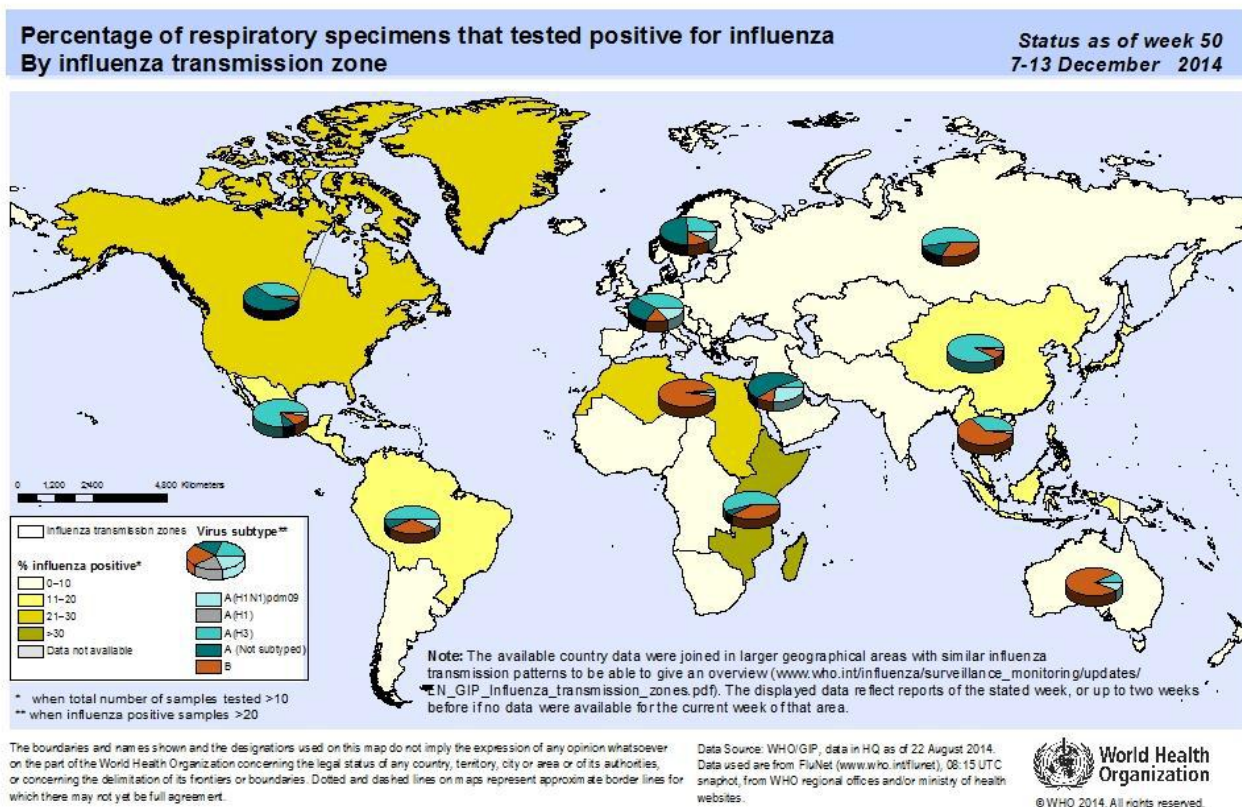 Percentage of respiratory specimens that tested positive for influenza
By influenza transmission zone
Status as of week 50
7-13 December 2014
0 1,200 2,400 4,800 Kilometers
Influenza transmission zones
% influenza positive*
0–10
11–20
21–30
>30
Data not available
Virus subtype**
A(H1N1)pdm09
A(H1)
A(H3)
A (Not subtyped)
B
* when total number of samples tested >10
** when influenza positive samples >20
Note: The available country data were joined in larger geographical areas with similar influenza
transmission patterns to be able to give an overview (www.who.int/influenza/surveillance_monitoring/updates/
EN_GIP_Influenza_transmission_zones.pdf). The displayed data reflect reports of the stated week, or up to two weeks
before if no data were available for the current week of that area.
The boundaries and names shown and the designations used on this map do not imply the expression of any opinion whatsoever
on the part of the World Health Organization concerning the legal status of any country, territory, city or area or of its authorities,
or concerning the delimitation of its frontiers or boundaries. Dotted and dashed lines on maps represent approximate border lines for
which there may not yet be full agreement.
Data Source: WHO/GIP, data in HQ as of 22 August 2014.
Data used are from FluNet (www.who.int/flunet), 08:15 UTC
snaphot, from WHO regional offices and/or ministry of health
websites.
World Health
Organization
© WHO 2014. All rights reserved.